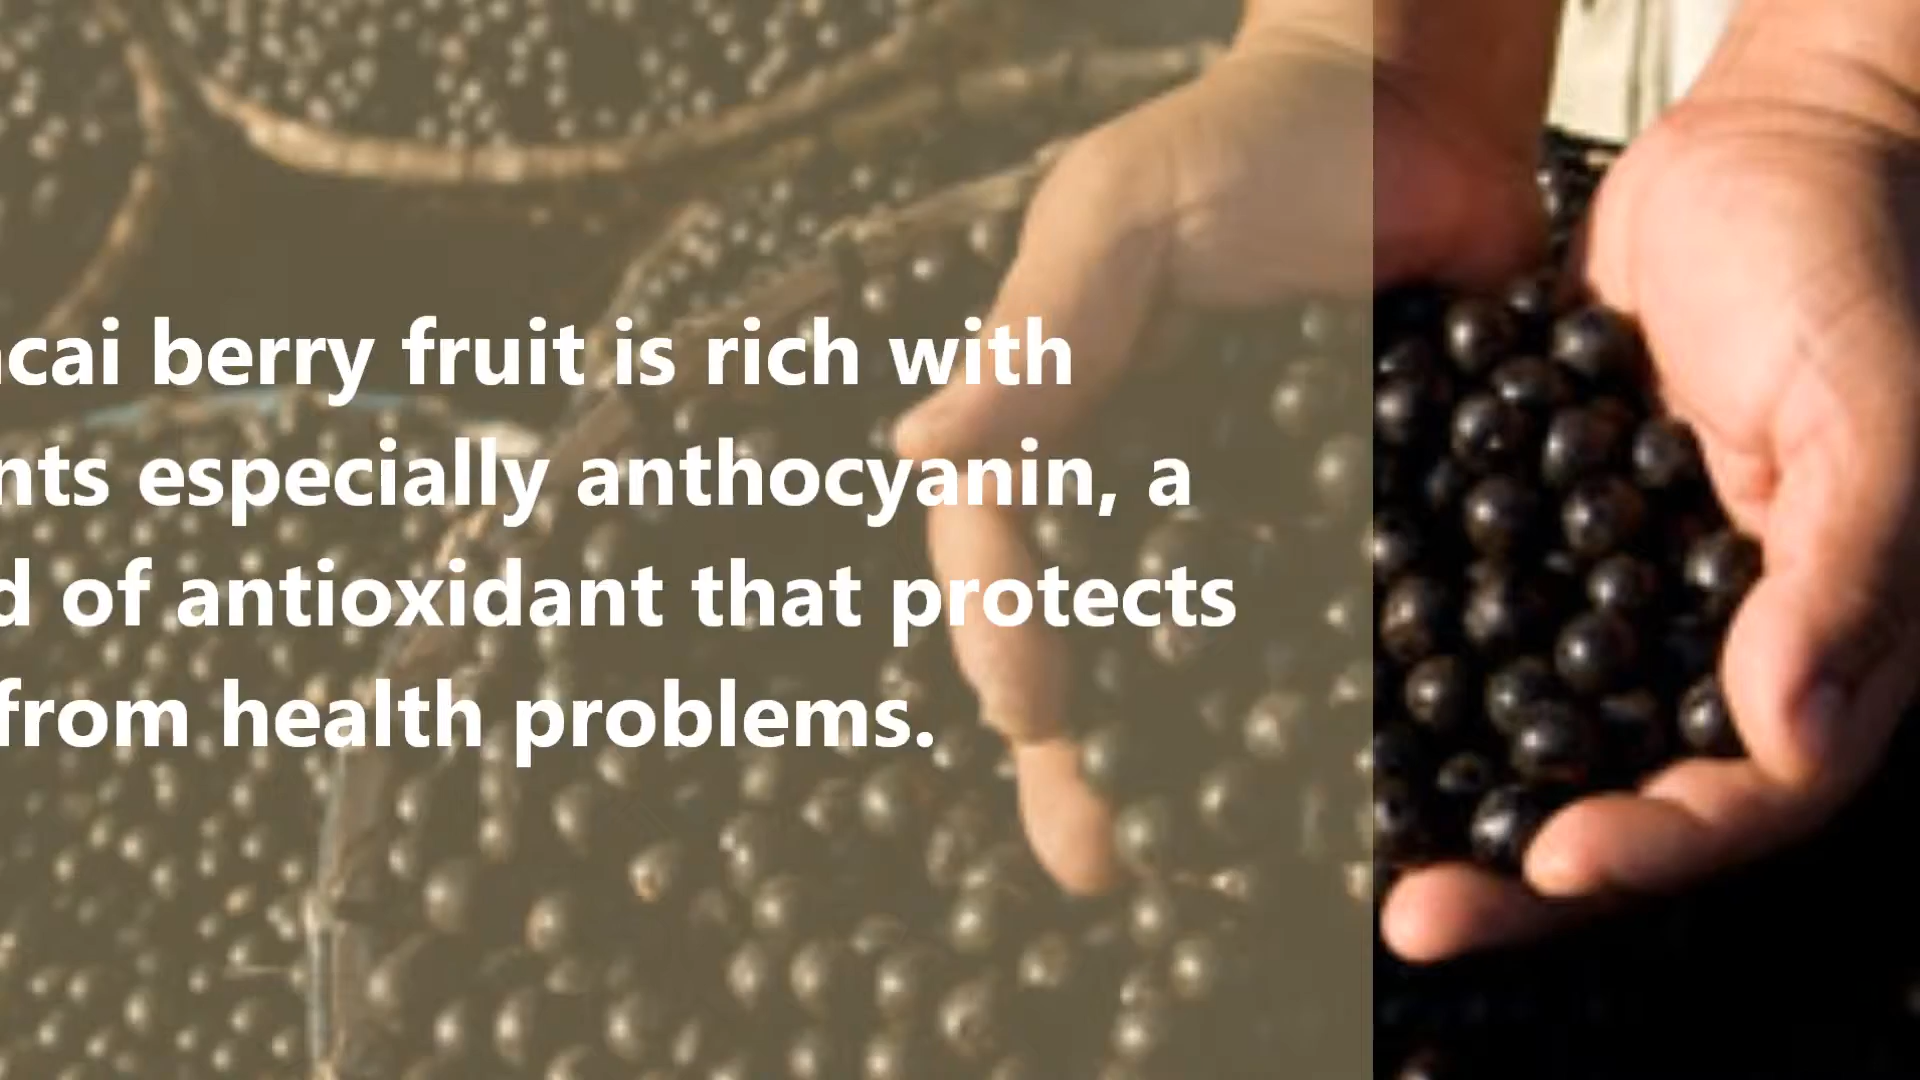 cai berry fruit is rich with
nts especially anthocyanin, a
d of antioxidant that protects
from health problems.